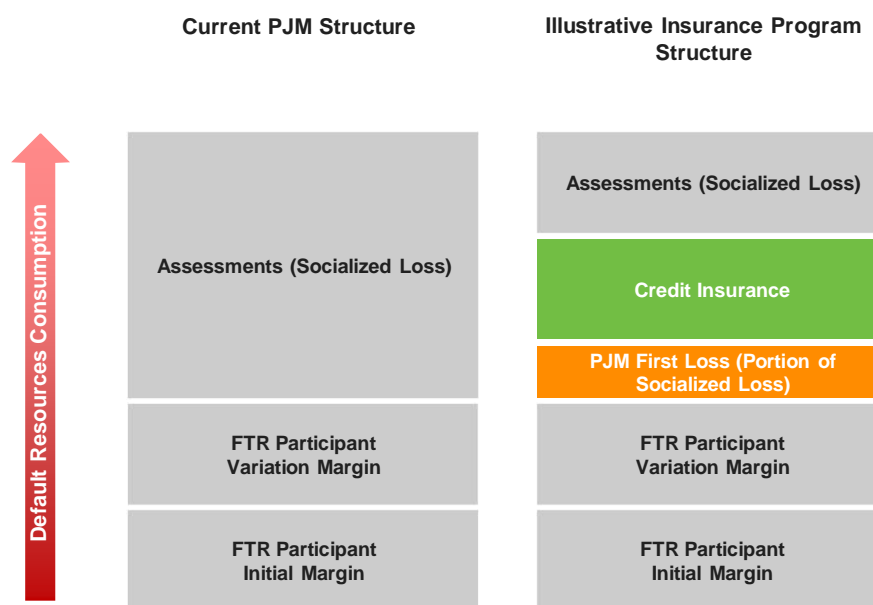 Current PJM Structure
Illustrative Insurance Program
Structure
Default Resources Consumption
Assessments (Socialized Loss)
FTR Participant
Variation Margin
FTR Participant
Initial Margin
Assessments (Socialized Loss)
Credit Insurance
PJM First Loss (Portion of
Socialized Loss)
FTR Participant
Variation Margin
FTR Participant
Initial Margin